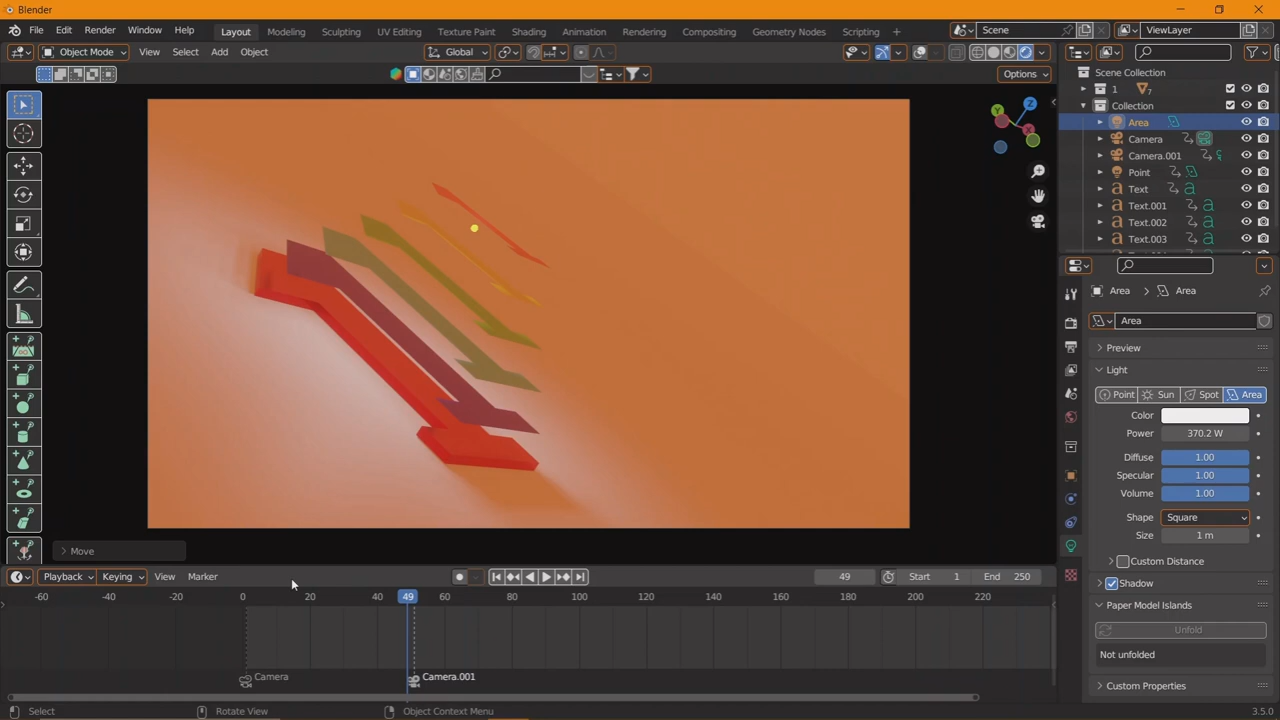 Blender
File Edit Render Window Help Layout Modeling Sculpting UV Editing Texture Paint Shading Animation Rendering Compositing Geometry Nodes Scripting + Scene ViewLayer
Object Mode View Select Add Object Global
Options
Scene Collection
1 7
Collection
Area
Camera
Camera.001
Point
Text
Text.001
Text.002
Text.003
Y Z X
Area Area
Area
Preview
Light
Point Sun Spot Area
Color
Power 370.2 W
Diffuse 1.00
Specular 1.00
Volume 1.00
Shape Square
Size 1 m
Custom Distance
Shadow
Paper Model Islands
Unfold
Not unfolded
Custom Properties
Move
Playback Keying View Marker 49 Start 1 End 250
-60 -40 -20 0 20 40 49 60 80 100 120 140 160 180 200 220
Camera Camera.001
Select Rotate View Object Context Menu 3.5.0